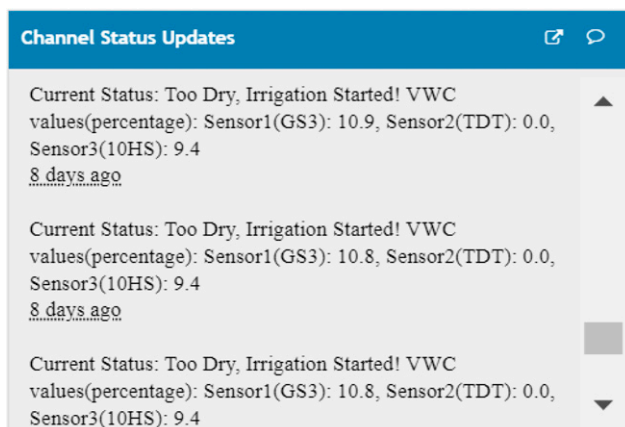 Channel Status Updates
Current Status: Too Dry, Irrigation Started! VWC
values(percentage): Sensor1(GS3): 10.9, Sensor2(TDT): 0.0,
Sensor3(10HS): 9.4
8 days ago
Current Status: Too Dry, Irrigation Started! VWC
values(percentage): Sensor1(GS3): 10.8, Sensor2(TDT): 0.0,
Sensor3(10HS): 9.4
8 days ago
Current Status: Too Dry, Irrigation Started! VWC
values(percentage): Sensor1(GS3): 10.8, Sensor2(TDT): 0.0,
Sensor3(10HS): 9.4